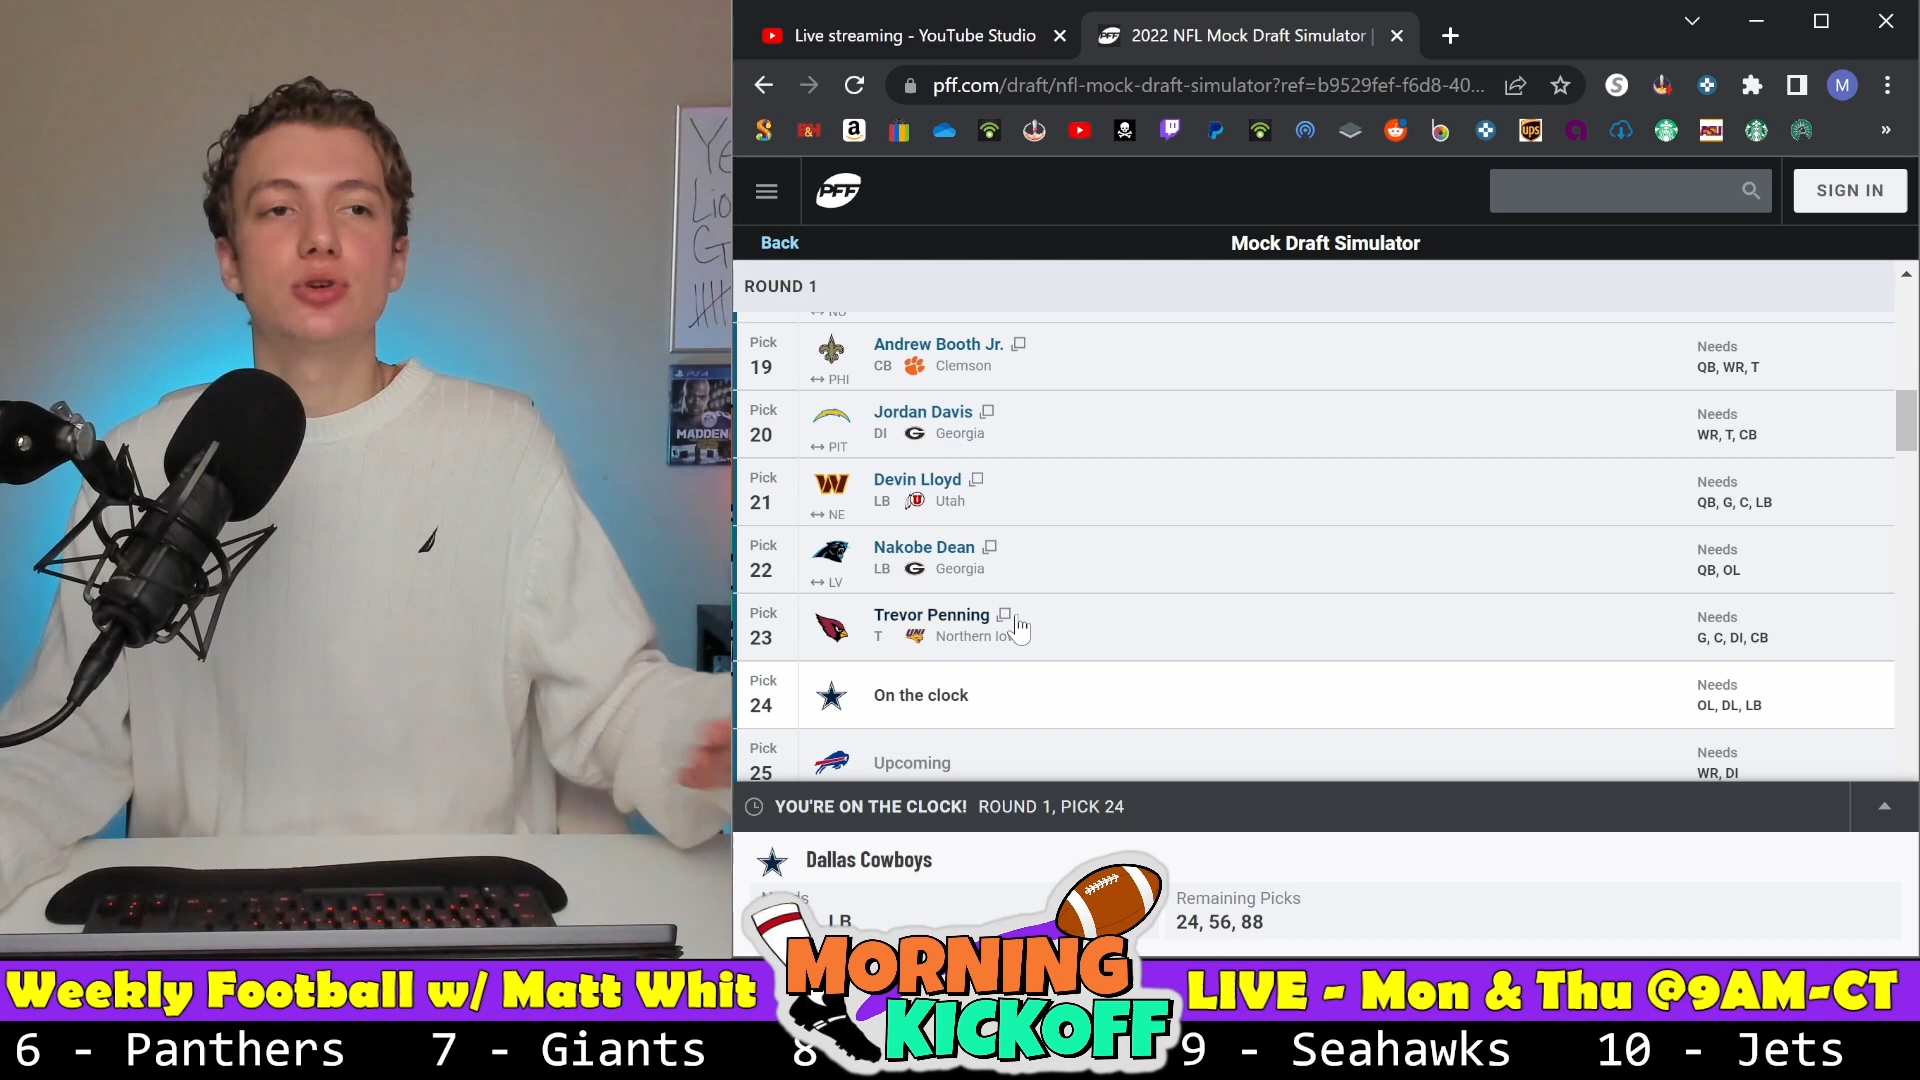 Live streaming - YouTube Studio
2022 NFL Mock Draft Simulator |
pff.com/draft/nfl-mock-draft-simulator?ref=b9529fef-f6d8-40...
M
PFF
SIGN IN
Back
Mock Draft Simulator
ROUND 1
Pick 19
PHI
Andrew Booth Jr.
CB Clemson
Needs
QB, WR, T
Pick 20
PIT
Jordan Davis
DI Georgia
Needs
WR, T, CB
Pick 21
NE
Devin Lloyd
LB Utah
Needs
QB, G, C, LB
Pick 22
LV
Nakobe Dean
LB Georgia
Needs
QB, OL
Pick 23
Trevor Penning
T Northern
Needs
G, C, DI, CB
Pick 24
On the clock
Needs
OL, DL, LB
Pick 25
Upcoming
Needs
WR, DI
YOU'RE ON THE CLOCK! ROUND 1, PICK 24
Dallas Cowboys
LB
Remaining Picks
24, 56, 88
MADDEN
Weekly Football w/ Matt Whit
MORNING
KICKOFF
LIVE - Mon & Thu @9AM-CT
6 - Panthers 7 - Giants 8 9 - Seahawks 10 - Jets